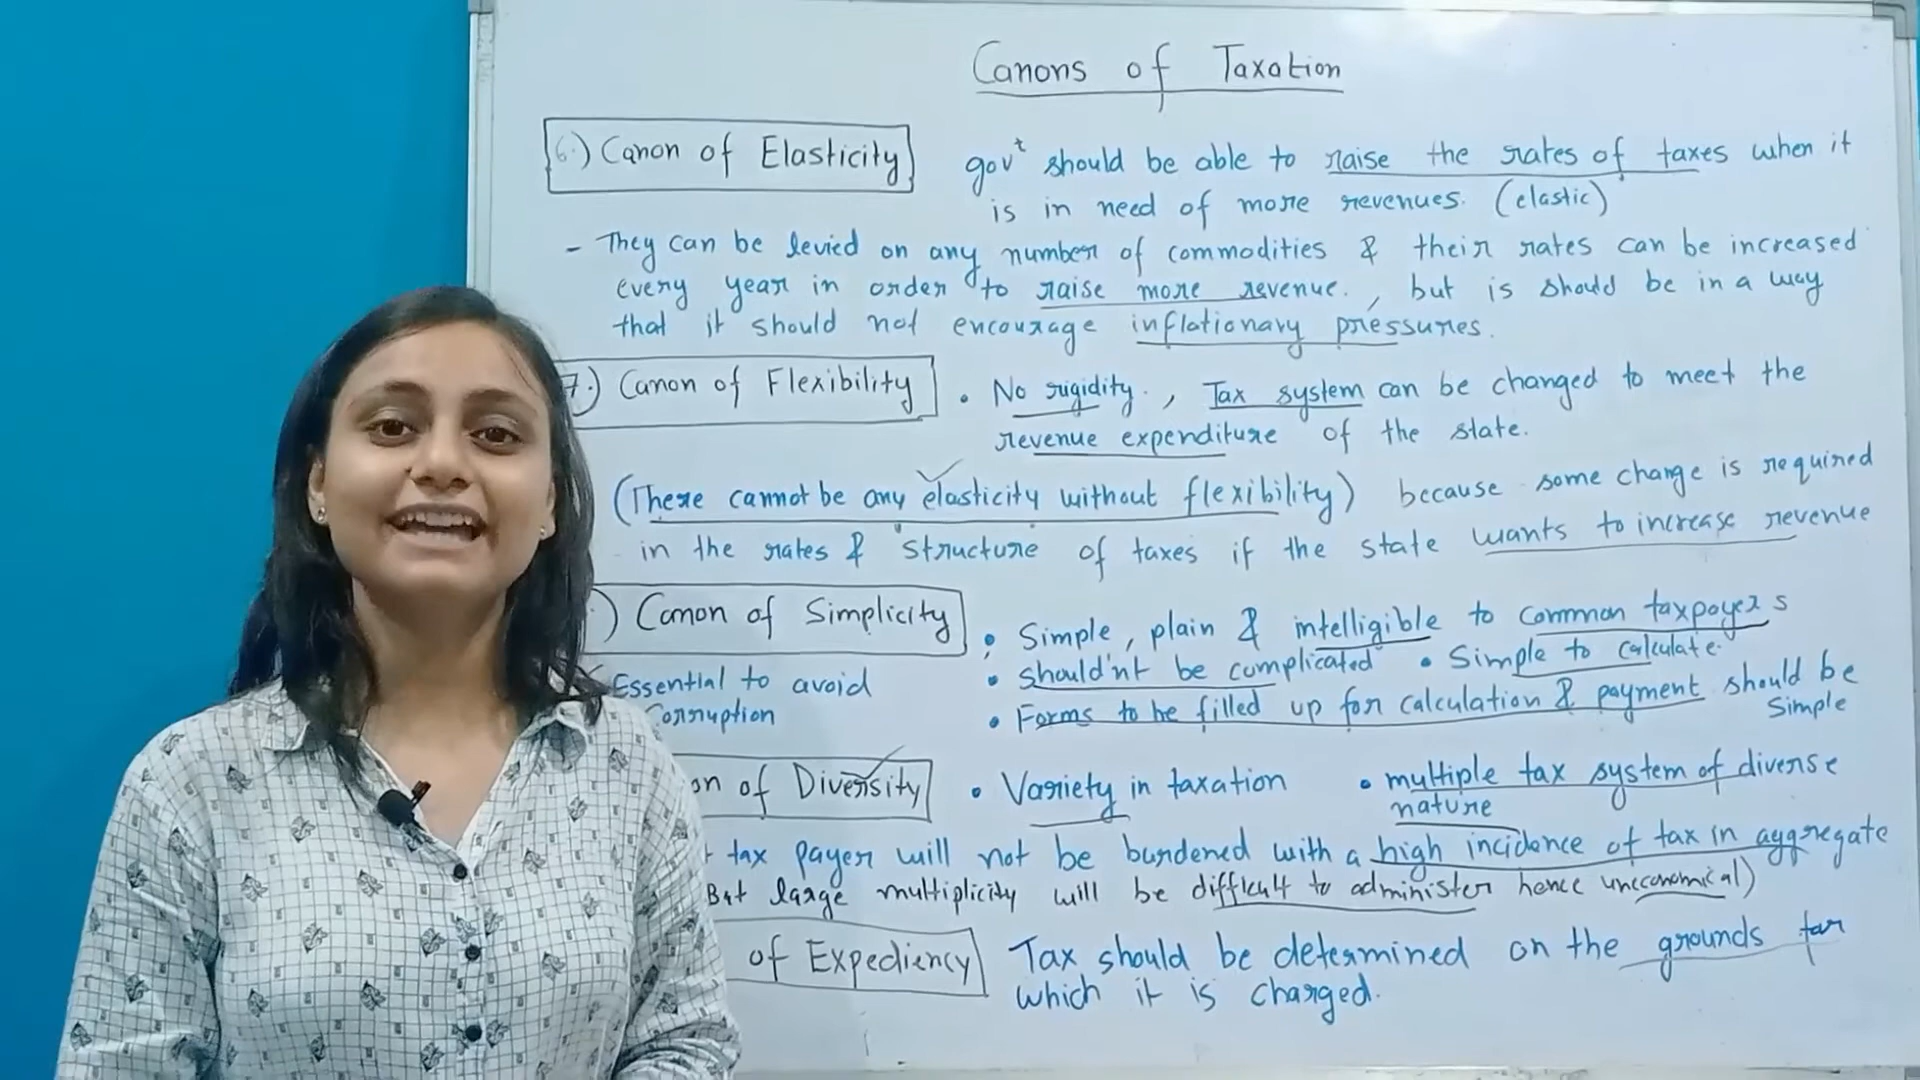 Canons of Taxation
6.) Canon of Elasticity
govt should be able to raise the rates of taxes when it
is in need of more revenues. (elastic)
- They can be levied on any number of commodities & their rates can be increased
every year in order to raise more revenue., but is should be in a way
that it should not encourage inflationary pressures.
7.) Canon of Flexibility
• No rigidity., Tax system can be changed to meet the
revenue expenditure of the state.
(There cannot be any elasticity without flexibility) because some change is required
in the rates & structure of taxes if the state wants to increase revenue
) Canon of Simplicity
• Simple, plain & intelligible to common taxpayers
• should'nt be complicated • Simple to calculate.
• Forms to be filled up for calculation & payment should be
Simple
Essential to avoid
Corruption
on of Diversity
• Variety in taxation
• multiple tax system of diverse
nature
tax payer will not be burdened with a high incidence of tax in aggregate
But large multiplicity will be difficult to administer hence uneconomical)
of Expediency
Tax should be determined on the grounds for
which it is charged.